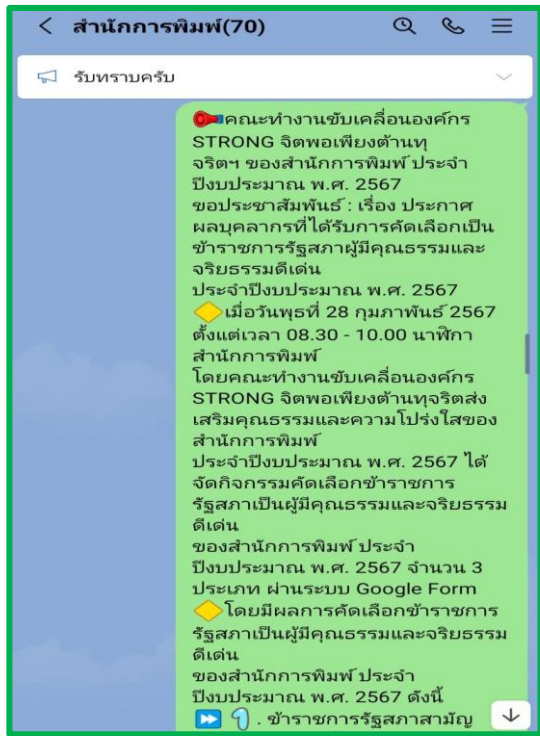 สำนักการพิมพ์(70)
รับทราบครับ
คณะทำงานขับเคลื่อนองค์กร
STRONG จิตพอเพียงต้านทุ
จริตฯ ของสำนักการพิมพ์ ประจำ
ปีงบประมาณ พ.ศ. 2567
ขอประชาสัมพันธ์ : เรื่อง ประกาศ
ผลบุคลากรที่ได้รับการคัดเลือกเป็น
ข้าราชการรัฐสภาผู้มีคุณธรรมและ
จริยธรรมดีเด่น
ประจำปีงบประมาณ พ.ศ. 2567
🔶เมื่อวันพุธที่ 28 กุมภาพันธ์ 2567
ตั้งแต่เวลา 08.30 - 10.00 นาฬิกา
สำนักการพิมพ์
โดยคณะทำงานขับเคลื่อนองค์กร
STRONG จิตพอเพียงต้านทุจริตส่ง
เสริมคุณธรรมและความโปร่งใสของ
สำนักการพิมพ์
ประจำปีงบประมาณ พ.ศ. 2567 ได้
จัดกิจกรรมคัดเลือกข้าราชการ
รัฐสภาเป็นผู้มีคุณธรรมและจริยธรรม
ดีเด่น
ของสำนักการพิมพ์ ประจำ
ปีงบประมาณ พ.ศ. 2567 จำนวน 3
ประเภท ผ่านระบบ Google Form
🔶โดยมีผลการคัดเลือกข้าราชการ
รัฐสภาเป็นผู้มีคุณธรรมและจริยธรรม
ดีเด่น
ของสำนักการพิมพ์ ประจำ
ปีงบประมาณ พ.ศ. 2567 ดังนี้
⏩ 1 . ข้าราชการรัฐสภาสามัญ